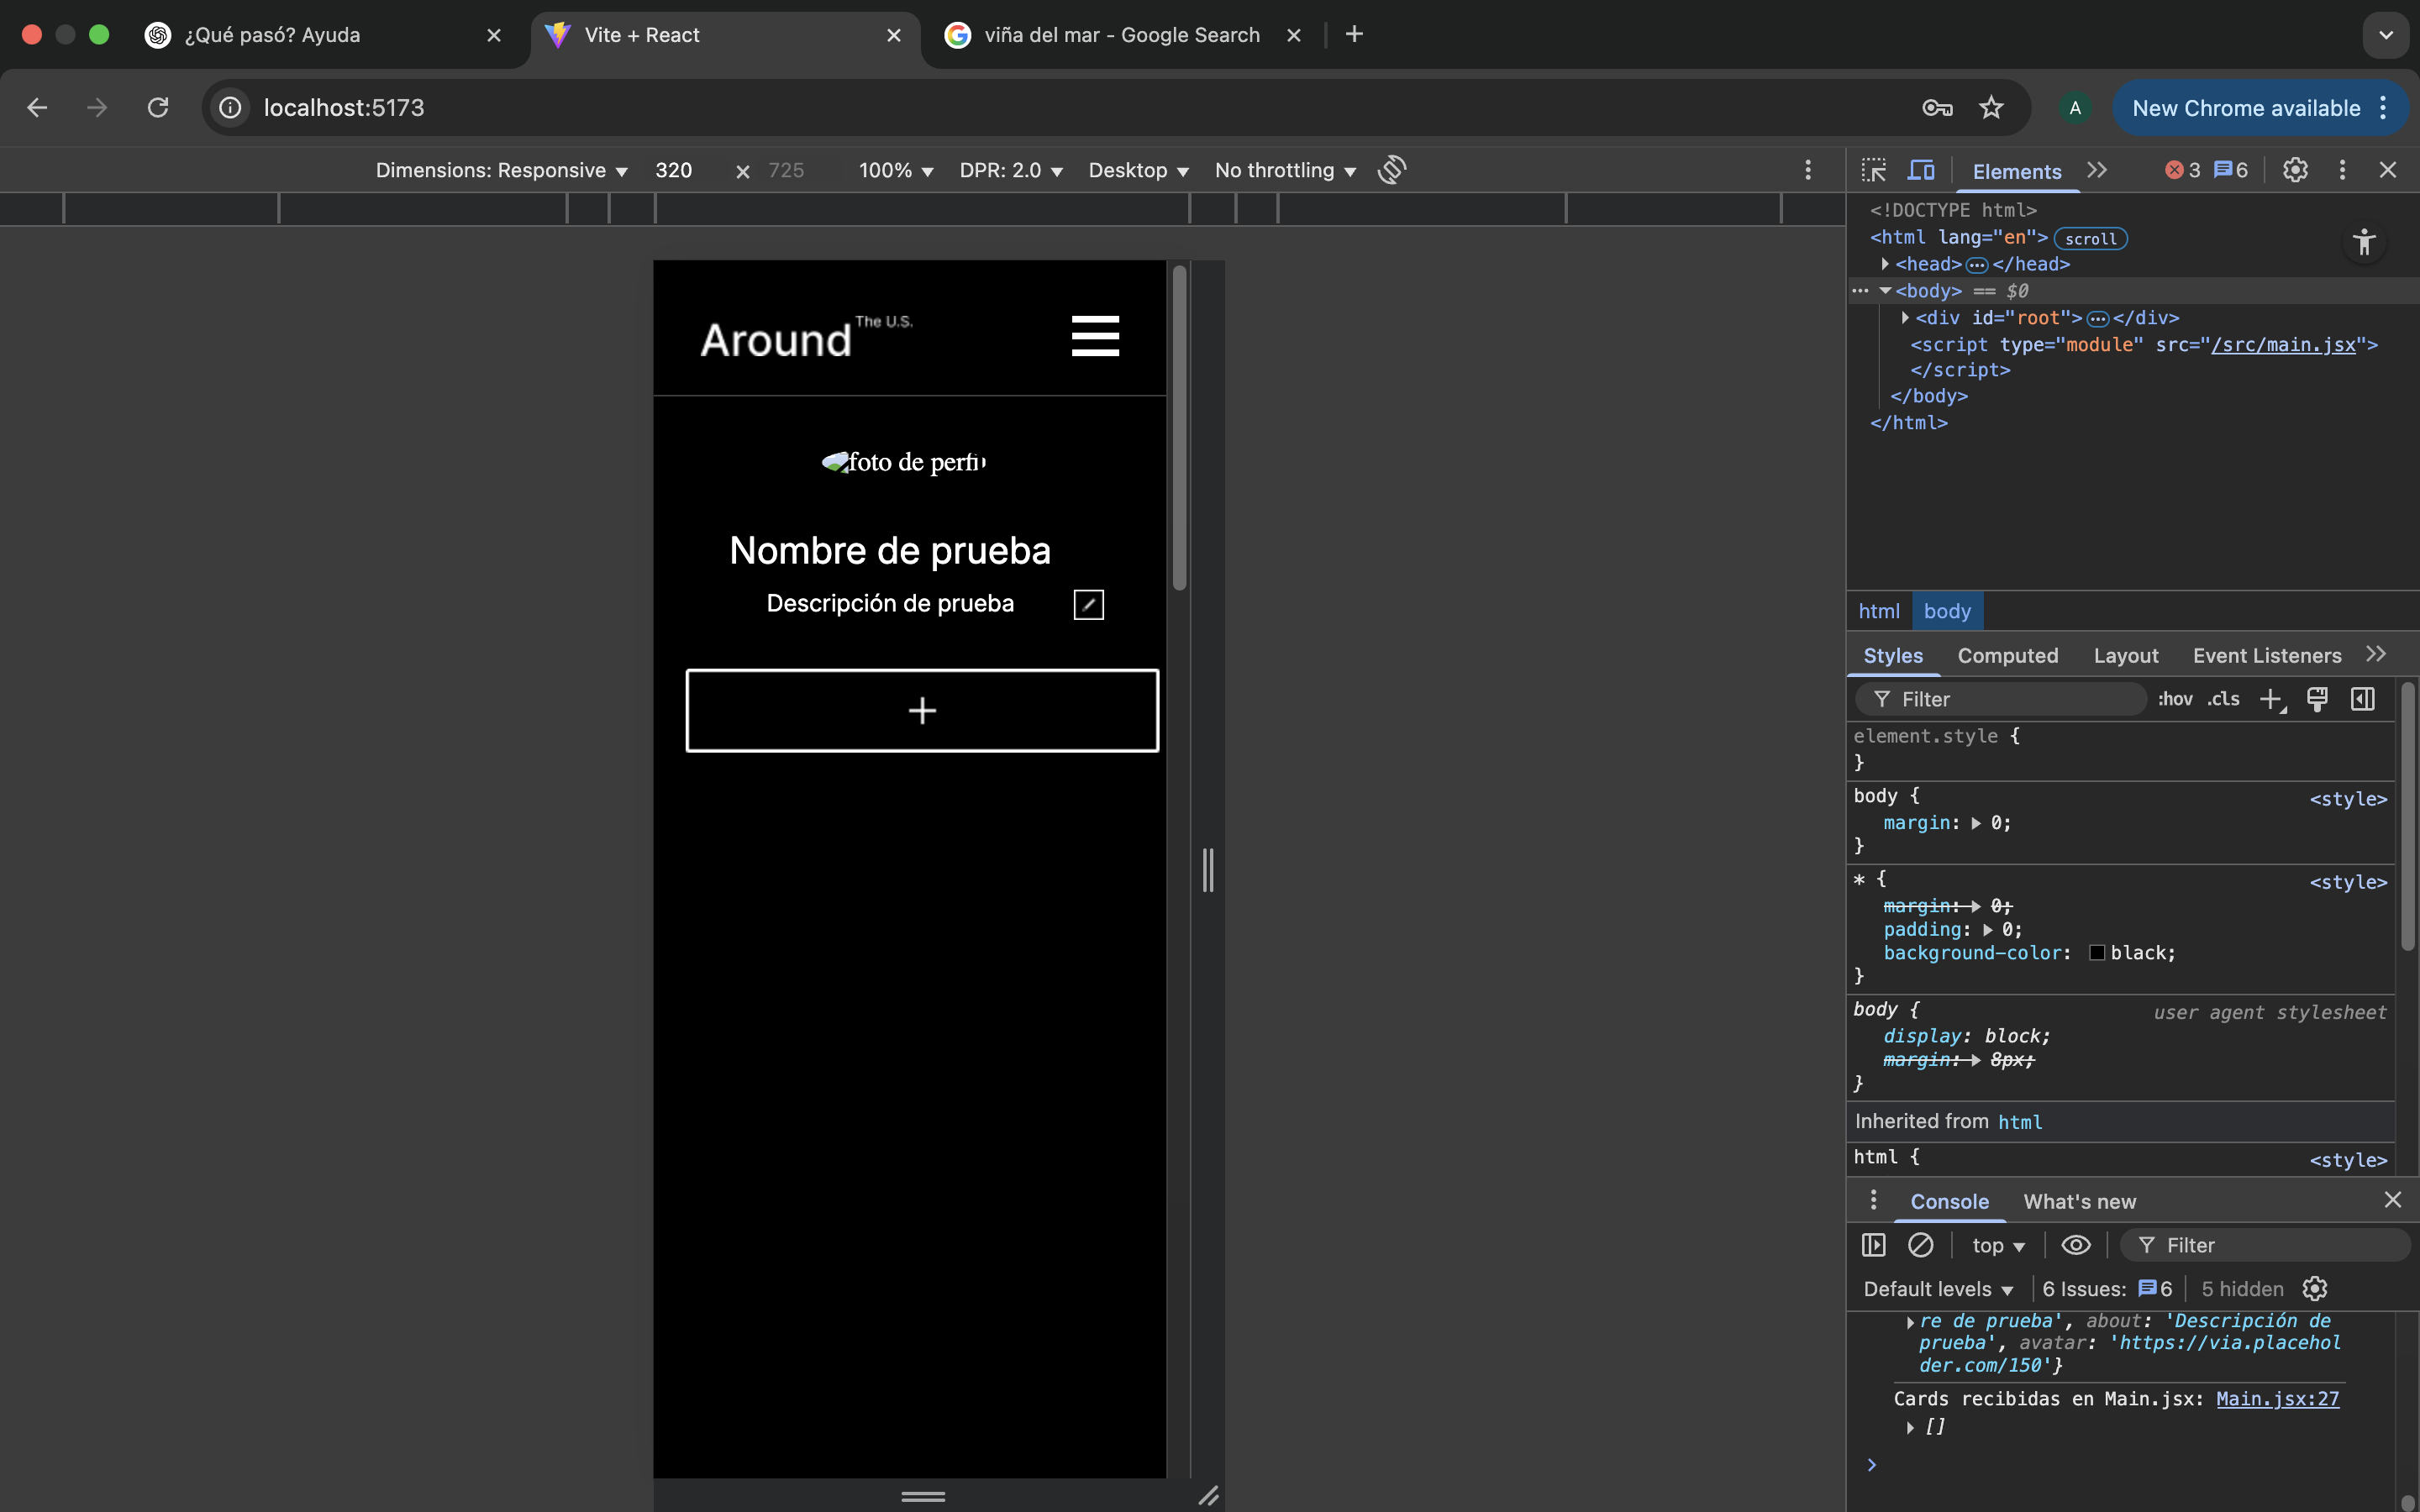 ¿Qué pasó? Ayuda
Vite + React
viña del mar - Google Search
localhost:5173
A
New Chrome available
Dimensions: Responsive
320
×
725
100%
DPR: 2.0
Desktop
No throttling
Elements
3
6
<!DOCTYPE html>
<html lang="en">
scroll
<head>
</head>
<body> == $0
<div id="root">
</div>
<script type="module" src="/src/main.jsx">
</script>
</body>
</html>
Around
The U.S.
foto de perfi
Nombre de prueba
Descripción de prueba
html
body
Styles
Computed
Layout
Event Listeners
Filter
:hov
.cls
element.style {
}
body {
<style>
margin: 0;
}
* {
<style>
margin: 0;
padding: 0;
background-color: black;
}
body {
user agent stylesheet
display: block;
margin: 8px;
}
Inherited from html
html {
<style>
Console
What's new
top
Filter
Default levels
6 Issues:
6
5 hidden
re de prueba', about: 'Descripción de
prueba', avatar: 'https://via.placehol
der.com/150'}
Cards recibidas en Main.jsx: Main.jsx:27
[]